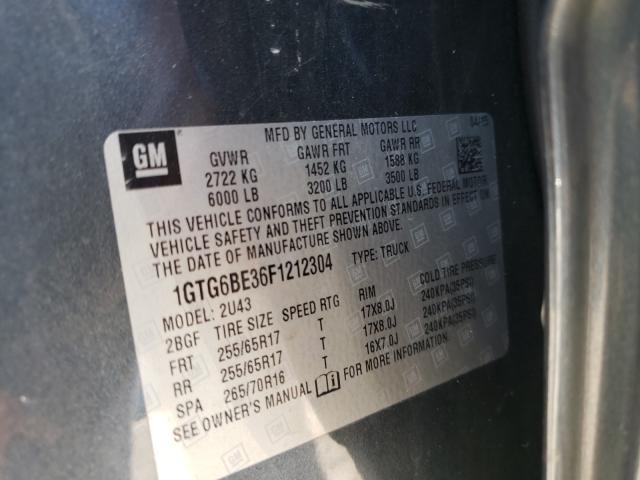 GM
MFD BY GENERAL MOTORS LLC
04/15
GVWR GAWR FRT GAWR RR
2722 KG 1452 KG 1588 KG
6000 LB 3200 LB 3500 LB
THIS VEHICLE CONFORMS TO ALL APPLICABLE U.S. FEDERAL MOTOR
VEHICLE SAFETY AND THEFT PREVENTION STANDARDS IN EFFECT ON
THE DATE OF MANUFACTURE SHOWN ABOVE.
1GTG6BE36F1212304 TYPE: TRUCK
MODEL: 2U43
2BGF TIRE SIZE SPEED RTG RIM COLD TIRE PRESSURE
FRT 255/65R17 T 17X8.0J 240KPA(35PSI)
RR 255/65R17 T 17X8.0J 240KPA(35PSI)
SPA 265/70R16 T 16X7.0J 240KPA(35PSI)
SEE OWNER'S MANUAL FOR MORE INFORMATION